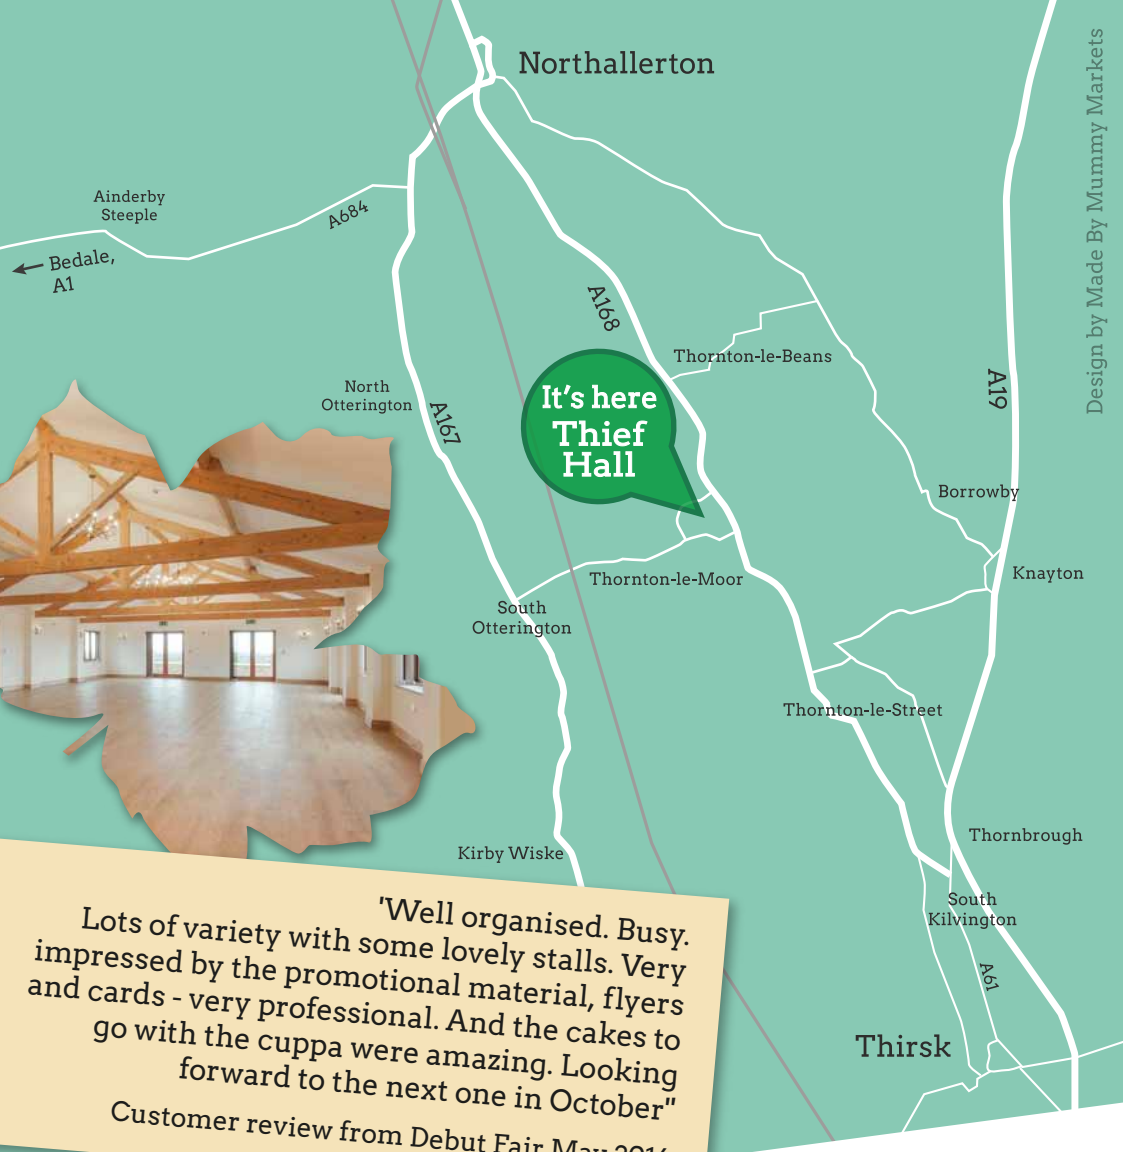 Northallerton
Design by Made By Mummy Markets
Ainderby
Steeple
A684
Bedale,
A1
A168
Thornton-le-Beans
North
Otterington
A167
A19
It's here
Thief
Hall
Borrowby
Knayton
Thornton-le-Moor
South
Otterington
Thornton-le-Street
Thornbrough
Kirby Wiske
South
Kilvington
A61
Thirsk
'Well organised. Busy.
Lots of variety with some lovely stalls. Very
impressed by the promotional material, flyers
and cards - very professional. And the cakes to
go with the cuppa were amazing. Looking
forward to the next one in October"
Customer review from Debut Fair May